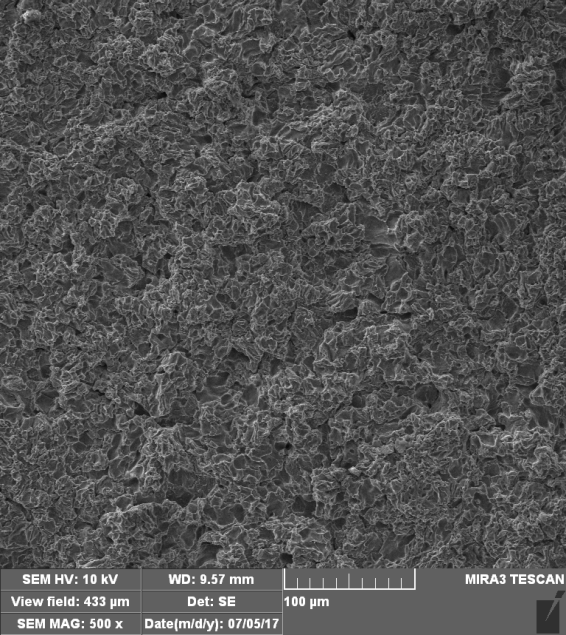 SEM HV: 10 kV
WD: 9.57 mm
MIRA3 TESCAN
View field: 433 µm
Det: SE
100 µm
SEM MAG: 500 x
Date(m/d/y): 07/05/17